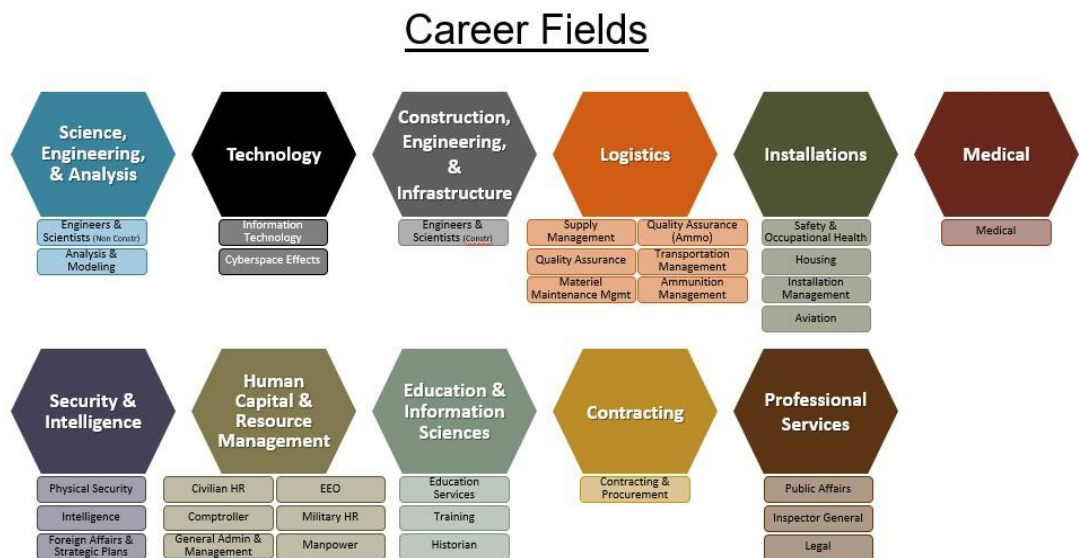 Career Fields
Science,
Engineering,
& Analysis
Technology
Construction,
Engineering,
&
Infrastructure
Logistics
Installations
Medical
Engineers &
Scientists (Non Constr)
Analysis &
Modeling
Information
Technology
Cyberspace Effects
Engineers &
Scientists (Constr)
Supply
Management
Quality Assurance
(Ammo)
Quality Assurance
Transportation
Management
Materiel
Maintenance Mgmt
Ammunition
Management
Safety &
Occupational Health
Housing
Installation
Management
Aviation
Medical
Security &
Intelligence
Human
Capital &
Resource
Management
Education &
Information
Sciences
Contracting
Professional
Services
Physical Security
Intelligence
Foreign Affairs &
Strategic Plans
Civilian HR
EEO
Comptroller
Military HR
General Admin &
Management
Manpower
Education
Services
Training
Historian
Contracting &
Procurement
Public Affairs
Inspector General
Legal